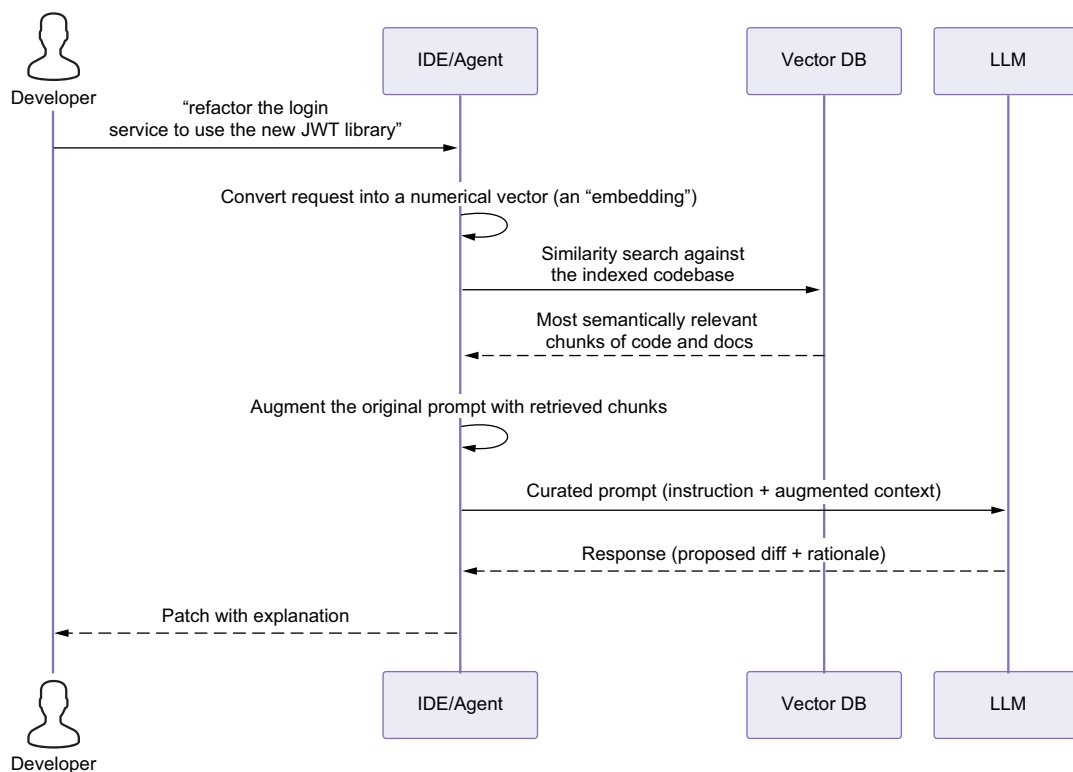 IDE/Agent
Vector DB
LLM
Developer
“refactor the login
service to use the new JWT library”
Convert request into a numerical vector (an “embedding”)
Similarity search against
the indexed codebase
Most semantically relevant
chunks of code and docs
Augment the original prompt with retrieved chunks
Curated prompt (instruction + augmented context)
Response (proposed diff + rationale)
Patch with explanation
IDE/Agent
Vector DB
LLM
Developer